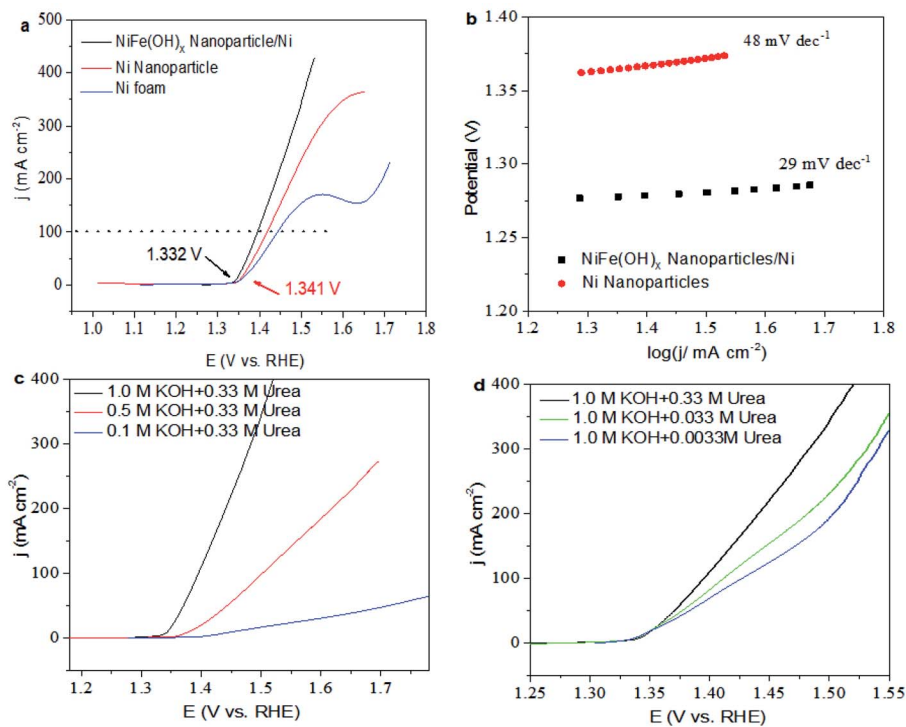 a
500
400
300
200
100
0
j (mA cm⁻²)
NiFe(OH)ₓ Nanoparticle/Ni
Ni Nanoparticle
Ni foam
1.332 V
1.341 V
1.0 1.1 1.2 1.3 1.4 1.5 1.6 1.7 1.8
E (V vs. RHE)
b
1.40
1.35
1.30
1.25
1.20
Potential (V)
48 mV dec⁻¹
29 mV dec⁻¹
NiFe(OH)ₓ Nanoparticles/Ni
Ni Nanoparticles
1.2 1.3 1.4 1.5 1.6 1.7 1.8
log(j/ mA cm⁻²)
c
400
300
200
100
0
j (mA cm⁻²)
1.0 M KOH+0.33 M Urea
0.5 M KOH+0.33 M Urea
0.1 M KOH+0.33 M Urea
1.2 1.3 1.4 1.5 1.6 1.7
E (V vs. RHE)
d
400
300
200
100
0
j (mA cm⁻²)
1.0 M KOH+0.33 M Urea
1.0 M KOH+0.033 M Urea
1.0 M KOH+0.0033M Urea
1.25 1.30 1.35 1.40 1.45 1.50 1.55
E (V vs. RHE)